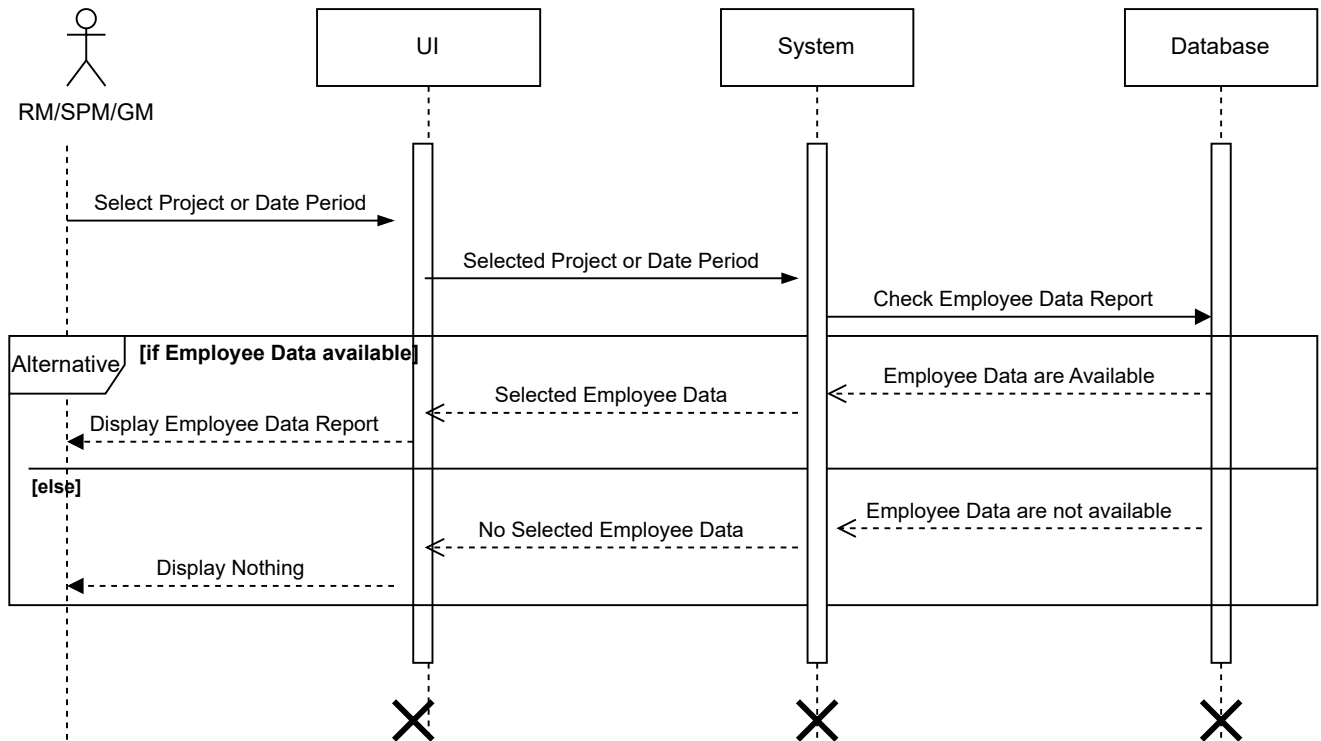 UI
System
Database
RM/SPM/GM
Select Project or Date Period
Selected Project or Date Period
Check Employee Data Report
Alternative
[if Employee Data available]
Employee Data are Available
Selected Employee Data
Display Employee Data Report
[else]
Employee Data are not available
No Selected Employee Data
Display Nothing